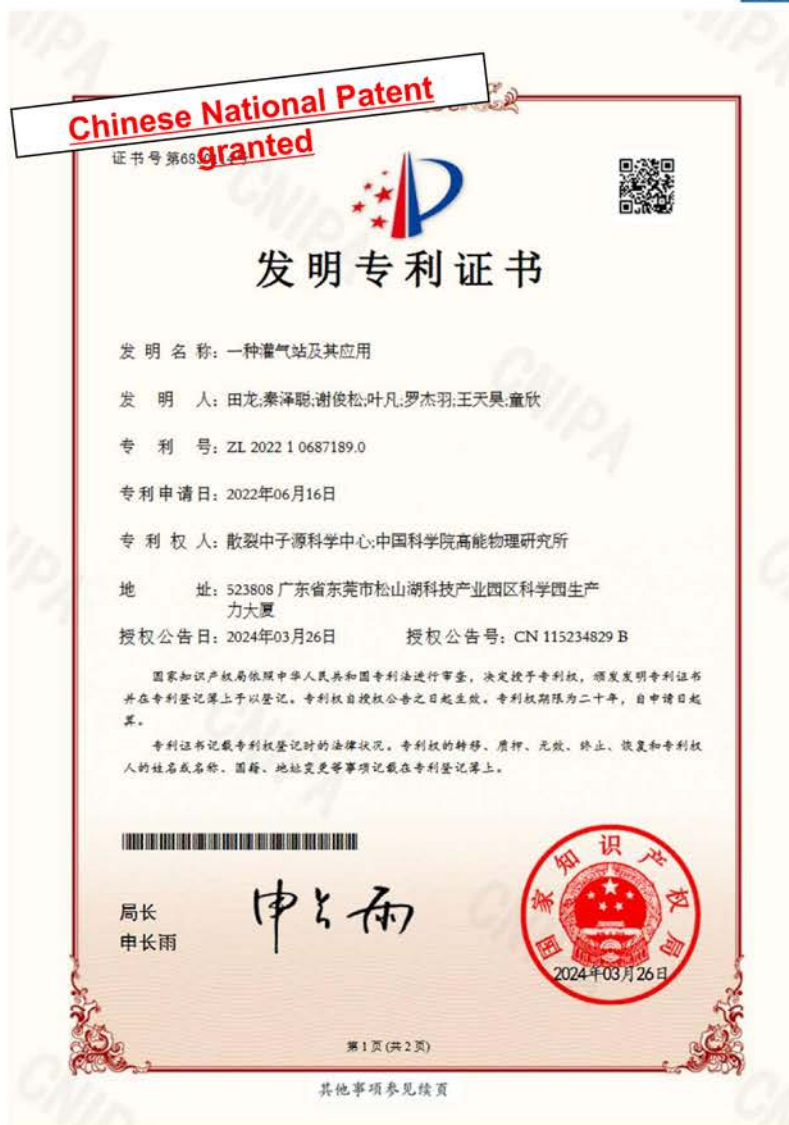 Chinese National Patent
granted
证书号第68
发明专利证书
发 明 名 称：一种灌气站及其应用
发 明 人：田龙;秦泽聪;谢俊松;叶凡;罗杰羽;王天昊;童欣
专 利 号：ZL 2022 1 0687189.0
专利申请日：2022年06月16日
专 利 权 人：散裂中子源科学中心;中国科学院高能物理研究所
地 址：523808 广东省东莞市松山湖科技产业园区科学园生产
力大厦
授权公告日：2024年03月26日 授权公告号：CN 115234829 B
国家知识产权局依照中华人民共和国专利法进行审查，决定授予专利权，颁发发明专利证书
并在专利登记簿上予以登记。专利权自授权公告之日起生效。专利权期限为二十年，自申请日起
算。
专利证书记载专利权登记时的法律状况。专利权的转移、质押、无效、终止、恢复和专利权
人的姓名或名称、国籍、地址变更等事项记载在专利登记簿上。
局长
申长雨
申长雨
国家知识产权局
2024年03月26日
第1页(共2页)
其他事项参见续页
CNIPA